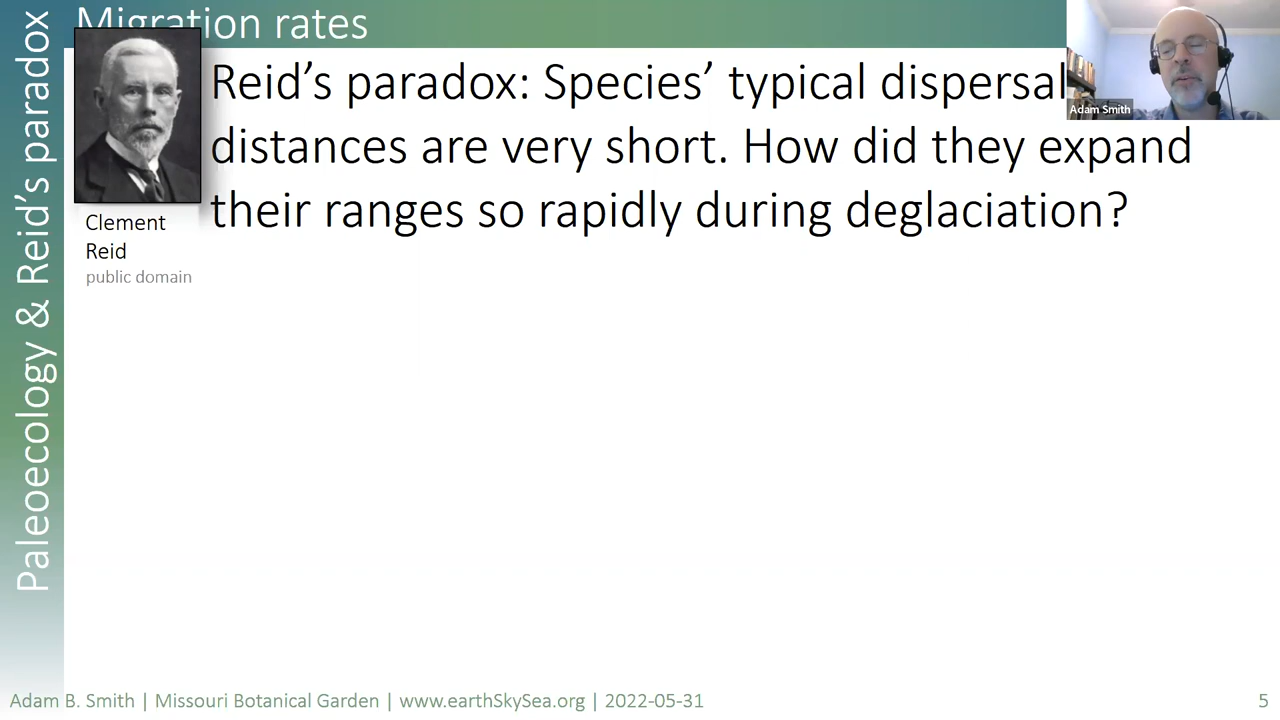 Migration rates
Paleoecology & Reid's paradox
Reid's paradox: Species' typical dispersal
distances are very short. How did they expand
their ranges so rapidly during deglaciation?
Adam Smith
Clement
Reid
public domain
Adam B. Smith | Missouri Botanical Garden | www.earthSkySea.org | 2022-05-31
5